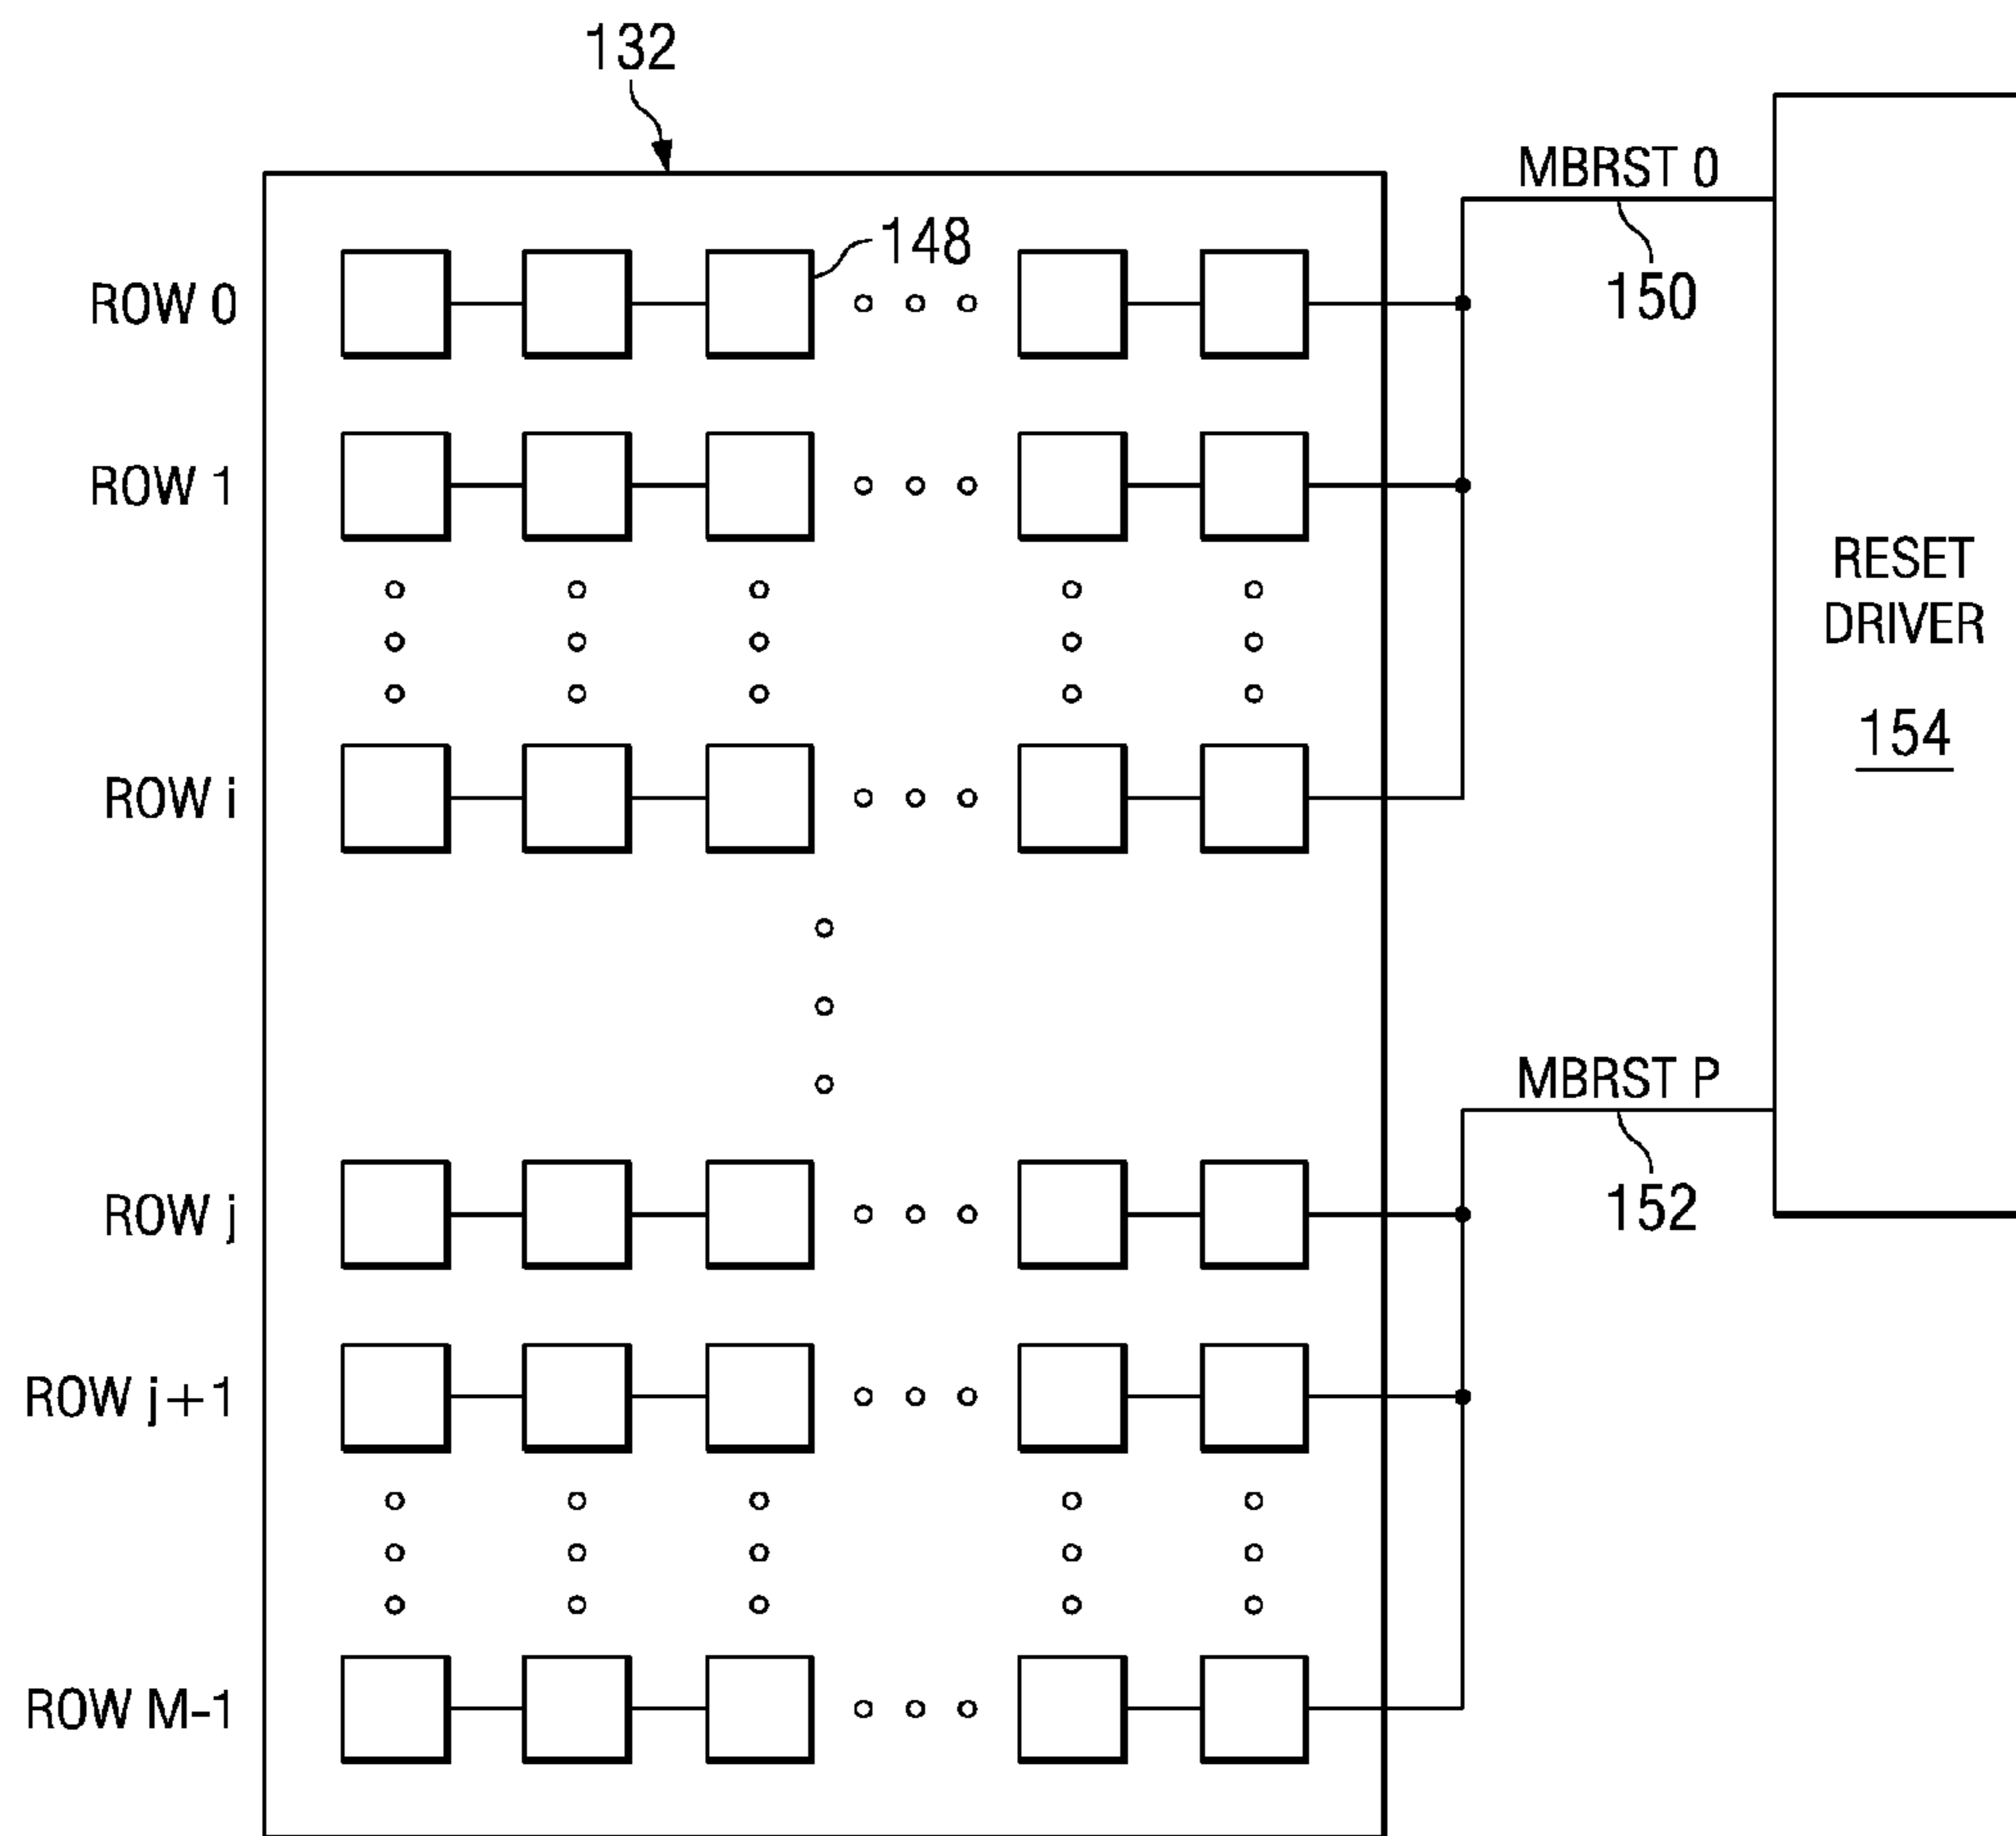 132
MBRST 0
148
150
ROW 0
ROW 1
RESET
DRIVER
154
ROW i
MBRST P
152
ROW j
ROW j+1
ROW M-1